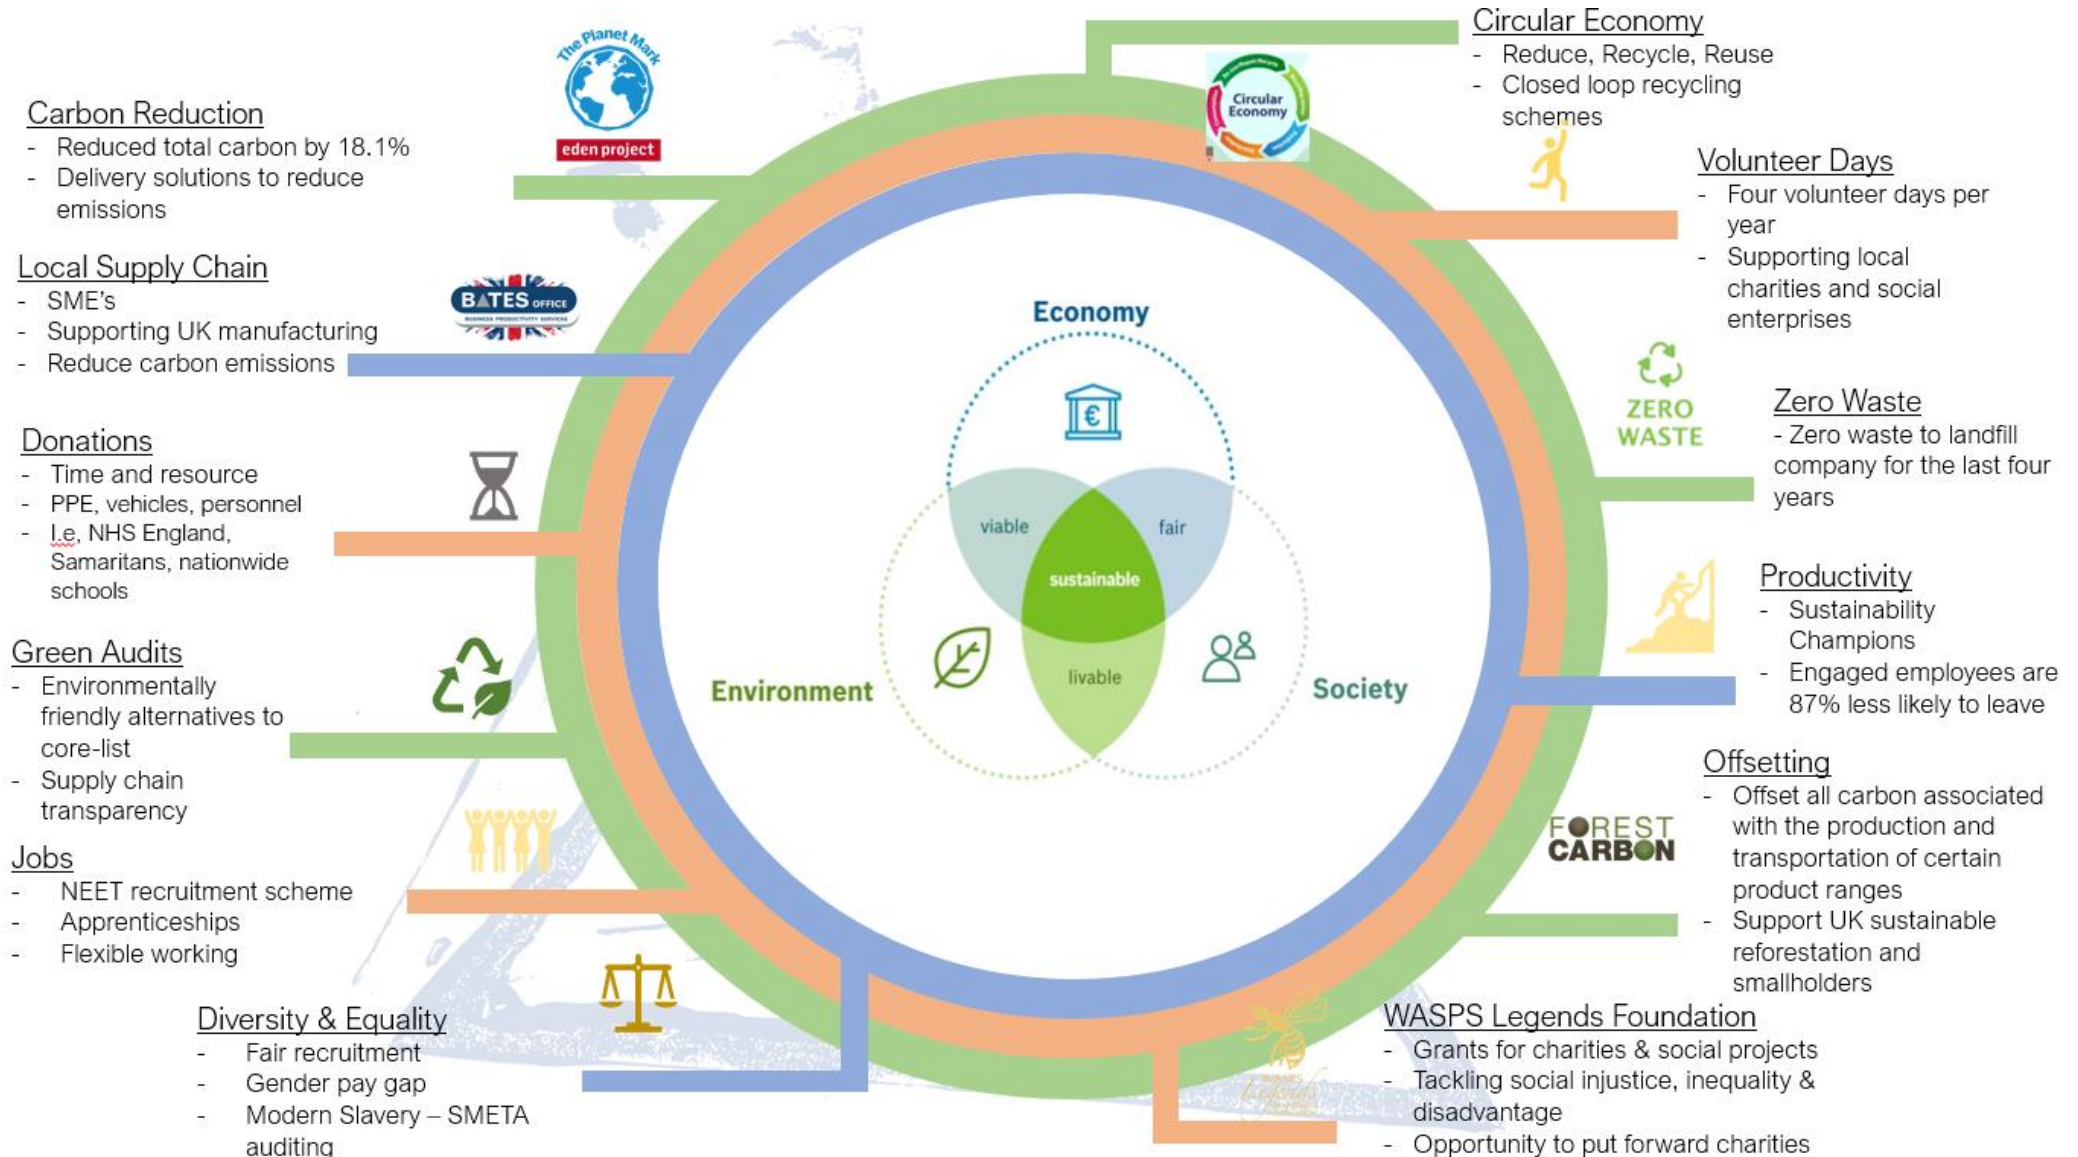 The Planet Mark
eden project
Carbon Reduction
- Reduced total carbon by 18.1%
- Delivery solutions to reduce
emissions
Local Supply Chain
- SME's
- Supporting UK manufacturing
- Reduce carbon emissions
BATES OFFICE
BUSINESS PRODUCTIVITY SERVICES
Donations
- Time and resource
- PPE, vehicles, personnel
- I.e, NHS England,
Samaritans, nationwide
schools
Green Audits
- Environmentally
friendly alternatives to
core-list
- Supply chain
transparency
Jobs
- NEET recruitment scheme
- Apprenticeships
- Flexible working
Diversity & Equality
- Fair recruitment
- Gender pay gap
- Modern Slavery – SMETA
auditing
Economy
€
viable
fair
sustainable
livable
Environment
Society
Circular
Economy
Circular Economy
- Reduce, Recycle, Reuse
- Closed loop recycling
schemes
Volunteer Days
- Four volunteer days per
year
- Supporting local
charities and social
enterprises
ZERO
WASTE
Zero Waste
- Zero waste to landfill
company for the last four
years
Productivity
- Sustainability
Champions
- Engaged employees are
87% less likely to leave
FOREST
CARBON
Offsetting
- Offset all carbon associated
with the production and
transportation of certain
product ranges
- Support UK sustainable
reforestation and
smallholders
WASPS Legends Foundation
- Grants for charities & social projects
- Tackling social injustice, inequality &
disadvantage
- Opportunity to put forward charities